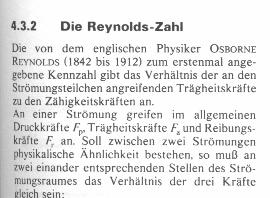 4.3.2 Die Reynolds-Zahl
Die von dem englischen Physiker OSBORNE
REYNOLDS (1842 bis 1912) zum erstenmal ange-
gebene Kennzahl gibt das Verhältnis der an den
Strömungsteilchen angreifenden Trägheitskräfte
zu den Zähigkeitskräften an.
An einer Strömung greifen im allgemeinen
Druckkräfte Fp, Trägheitskräfte Fa und Reibungs-
kräfte Fr an. Soll zwischen zwei Strömungen
physikalische Ähnlichkeit bestehen, so muß an
zwei einander entsprechenden Stellen des Strö-
mungsraumes das Verhältnis der drei Kräfte
gleich sein: